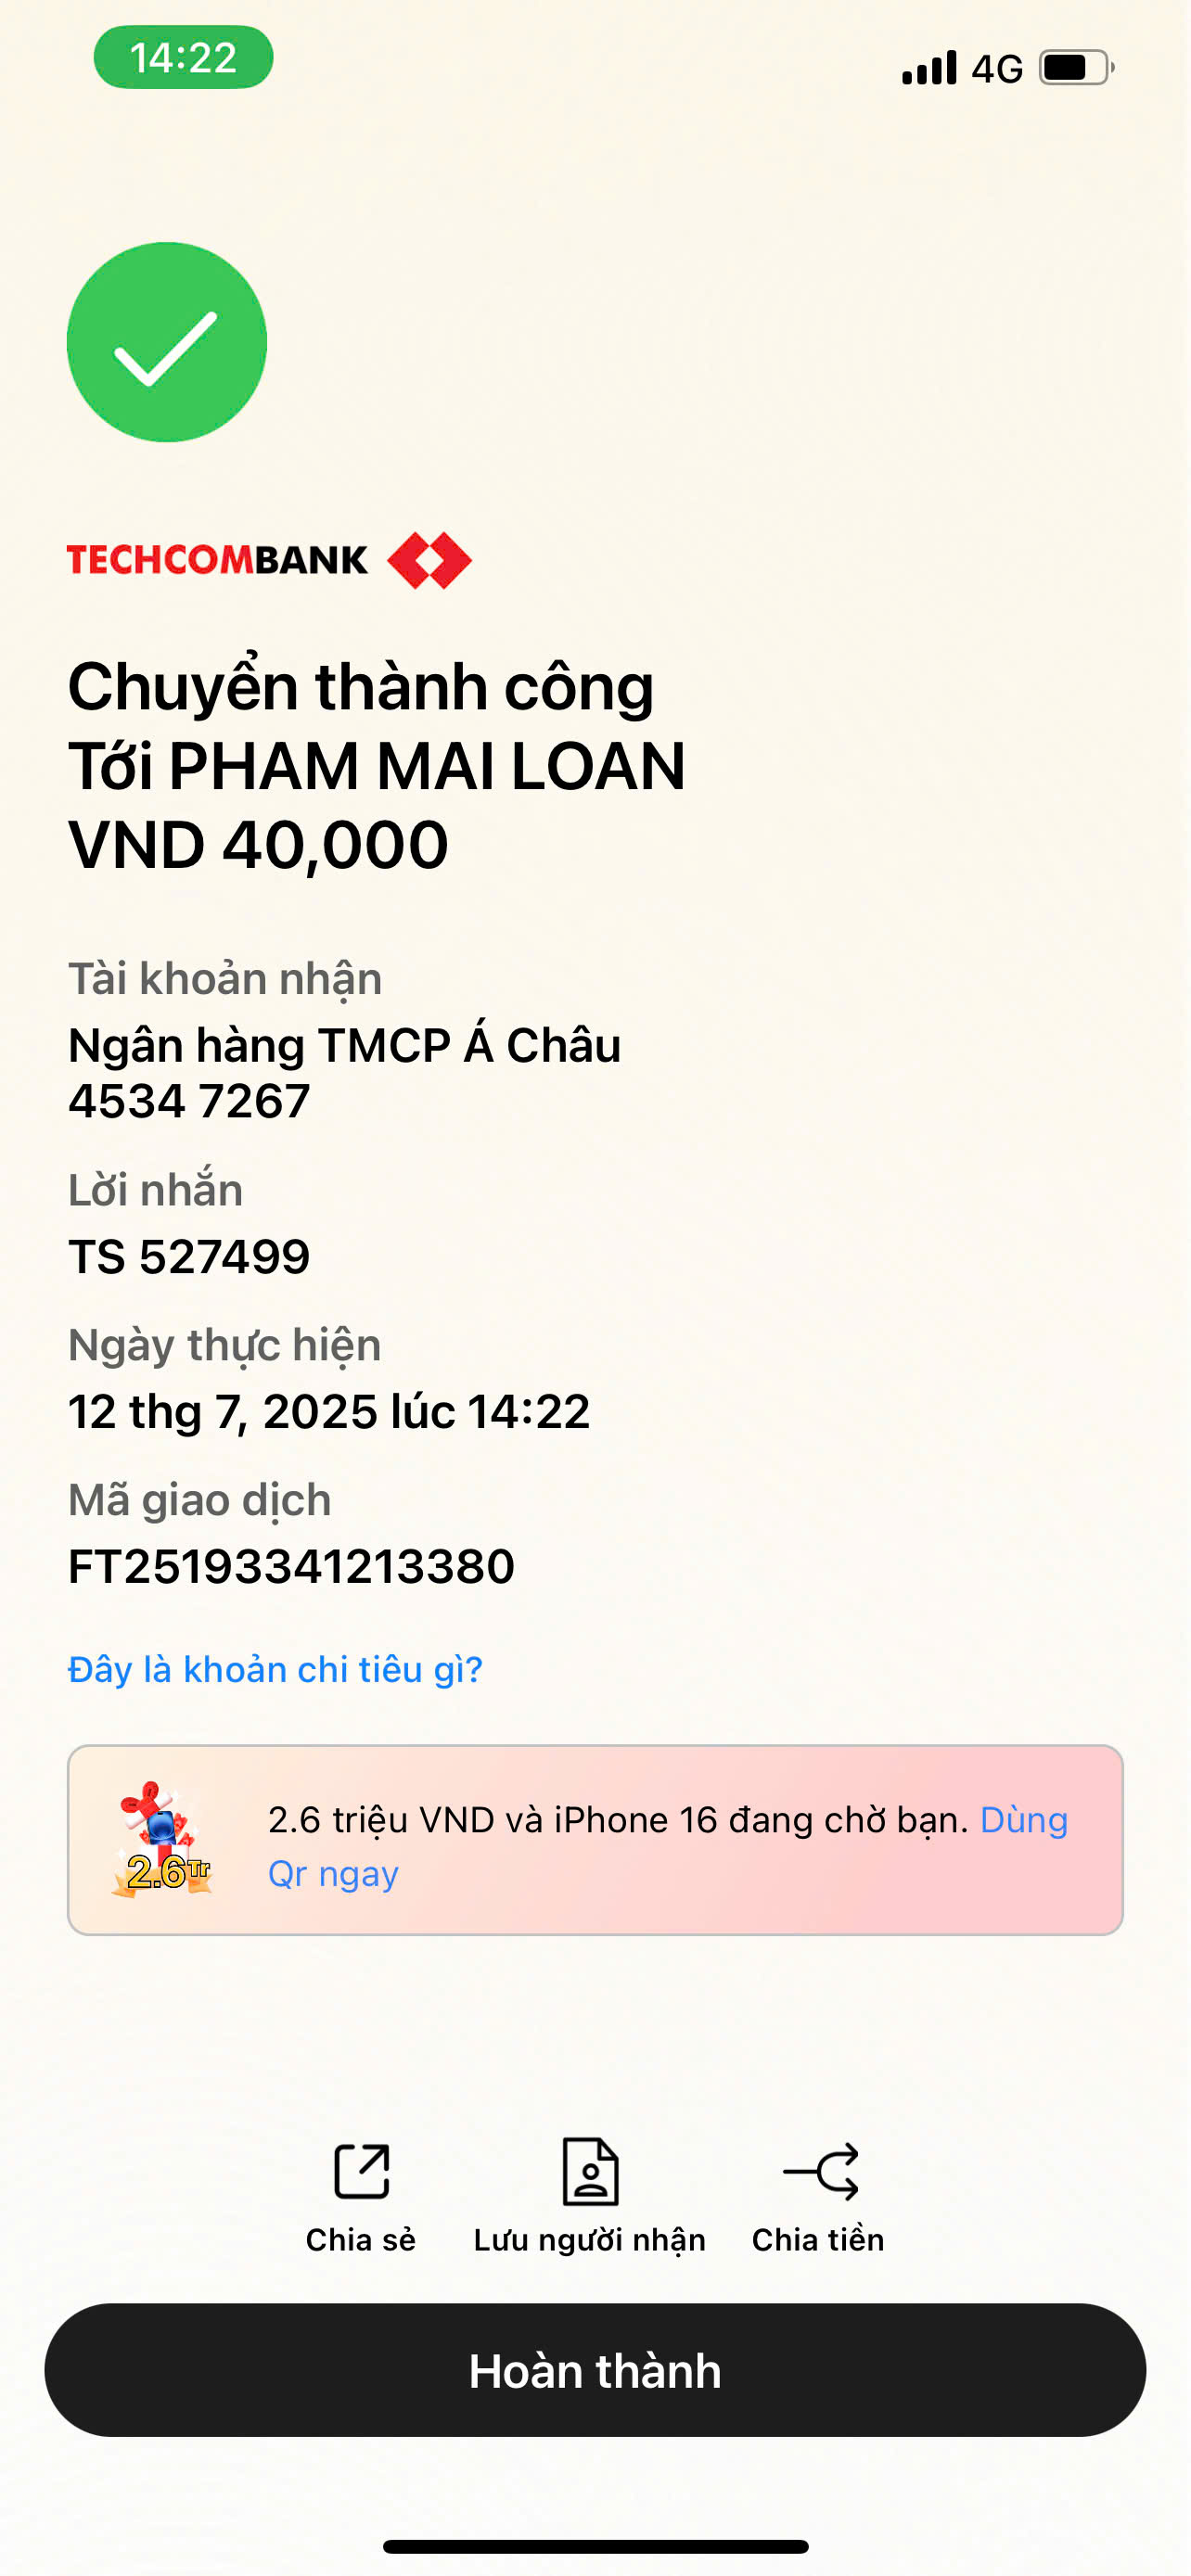 14:22
4G
TECHCOMBANK
Chuyển thành công
Tới PHAM MAI LOAN
VND 40,000
Tài khoản nhận
Ngân hàng TMCP Á Châu
4534 7267
Lời nhắn
TS 527499
Ngày thực hiện
12 thg 7, 2025 lúc 14:22
Mã giao dịch
FT25193341213380
Đây là khoản chi tiêu gì?
2.6Tr
2.6 triệu VND và iPhone 16 đang chờ bạn. Dùng
Qr ngay
Chia sẻ
Lưu người nhận
Chia tiền
Hoàn thành